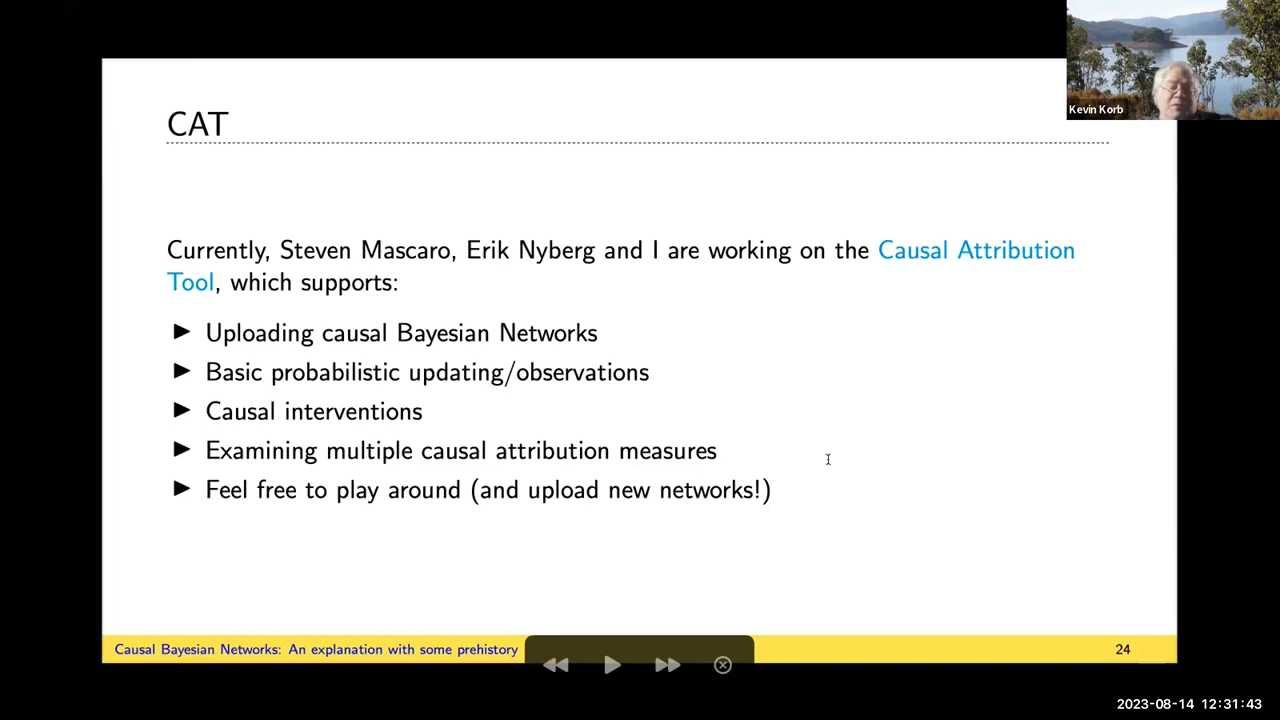 Kevin Korb
CAT
Currently, Steven Mascaro, Erik Nyberg and I are working on the Causal Attribution
Tool, which supports:
▶ Uploading causal Bayesian Networks
▶ Basic probabilistic updating/observations
▶ Causal interventions
▶ Examining multiple causal attribution measures
▶ Feel free to play around (and upload new networks!)
Causal Bayesian Networks: An explanation with some prehistory
24
2023-08-14 12:31:43